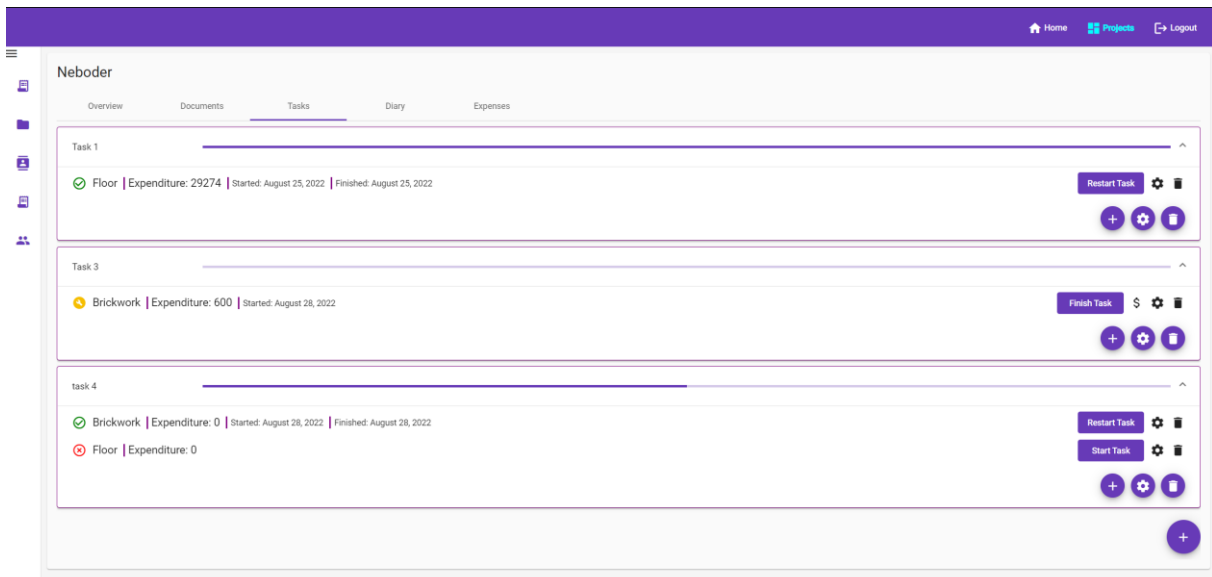 Home Projects Logout
Neboder
Overview Documents Tasks Diary Expenses
Task 1
Floor Expenditure: 29274 Started: August 25, 2022 Finished: August 25, 2022 Restart Task
Task 3
Brickwork Expenditure: 600 Started: August 28, 2022 Finish Task $
task 4
Brickwork Expenditure: 0 Started: August 28, 2022 Finished: August 28, 2022 Restart Task
Floor Expenditure: 0 Start Task